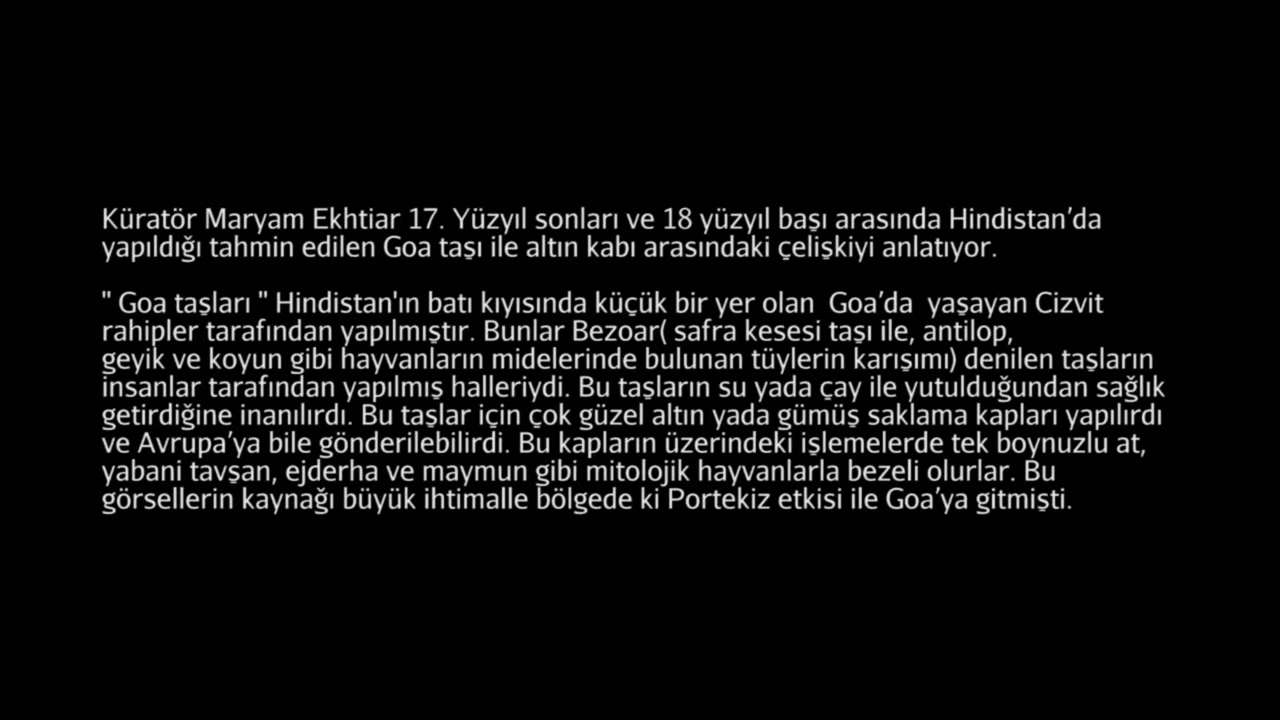 Küratör Maryam Ekhtiar 17. Yüzyıl sonları ve 18 yüzyıl başı arasında Hindistan’da
yapıldığı tahmin edilen Goa taşı ile altın kabı arasındaki çelişkiyi anlatıyor.
" Goa taşları " Hindistan'ın batı kıyısında küçük bir yer olan  Goa’da  yaşayan Cizvit
rahipler tarafından yapılmıştır. Bunlar Bezoar( safra kesesi taşı ile, antilop,
geyik ve koyun gibi hayvanların midelerinde bulunan tüylerin karışımı) denilen taşların
insanlar tarafından yapılmış halleriydi. Bu taşların su yada çay ile yutulduğundan sağlık
getirdiğine inanılırdı. Bu taşlar için çok güzel altın yada gümüş saklama kapları yapılırdı
ve Avrupa’ya bile gönderilebilirdi. Bu kapların üzerindeki işlemelerde tek boynuzlu at,
yabani tavşan, ejderha ve maymun gibi mitolojik hayvanlarla bezeli olurlar. Bu
görsellerin kaynağı büyük ihtimalle bölgede ki Portekiz etkisi ile Goa’ya gitmişti.